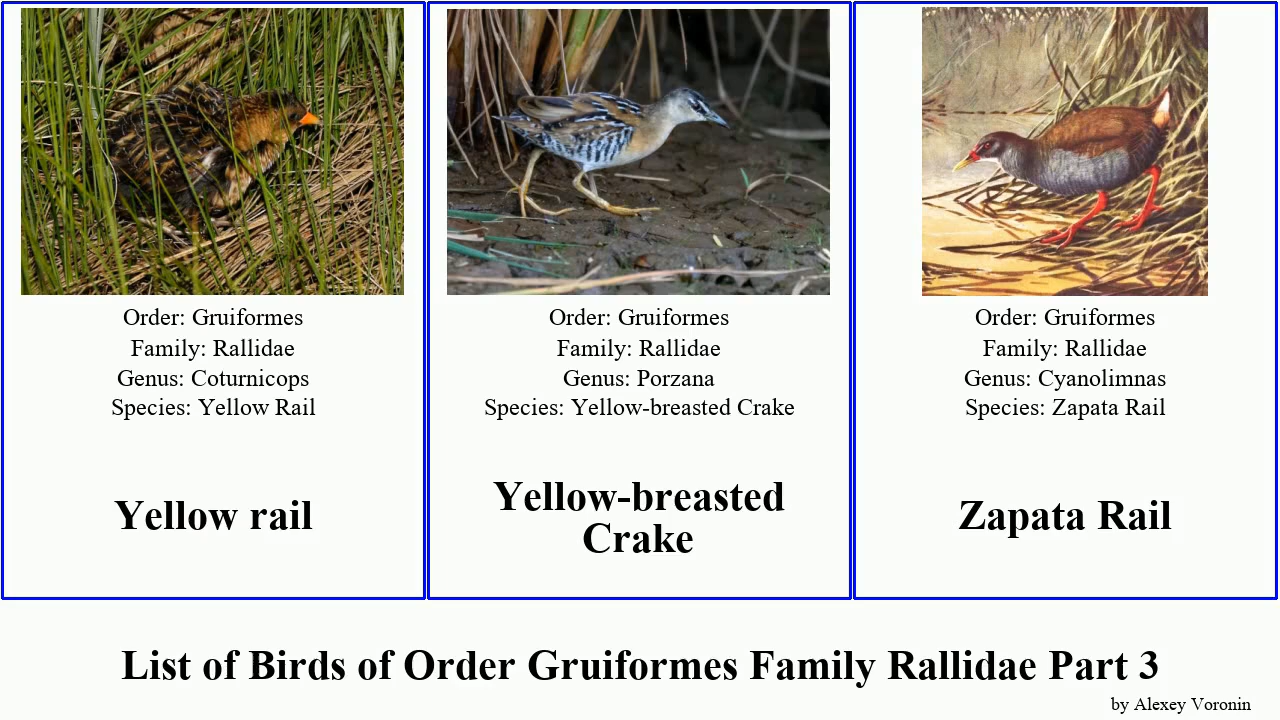 Order: Gruiformes
Family: Rallidae
Genus: Coturnicops
Species: Yellow Rail
Yellow rail
Order: Gruiformes
Family: Rallidae
Genus: Porzana
Species: Yellow-breasted Crake
Yellow-breasted
Crake
Order: Gruiformes
Family: Rallidae
Genus: Cyanolimnas
Species: Zapata Rail
Zapata Rail
List of Birds of Order Gruiformes Family Rallidae Part 3
by Alexey Voronin